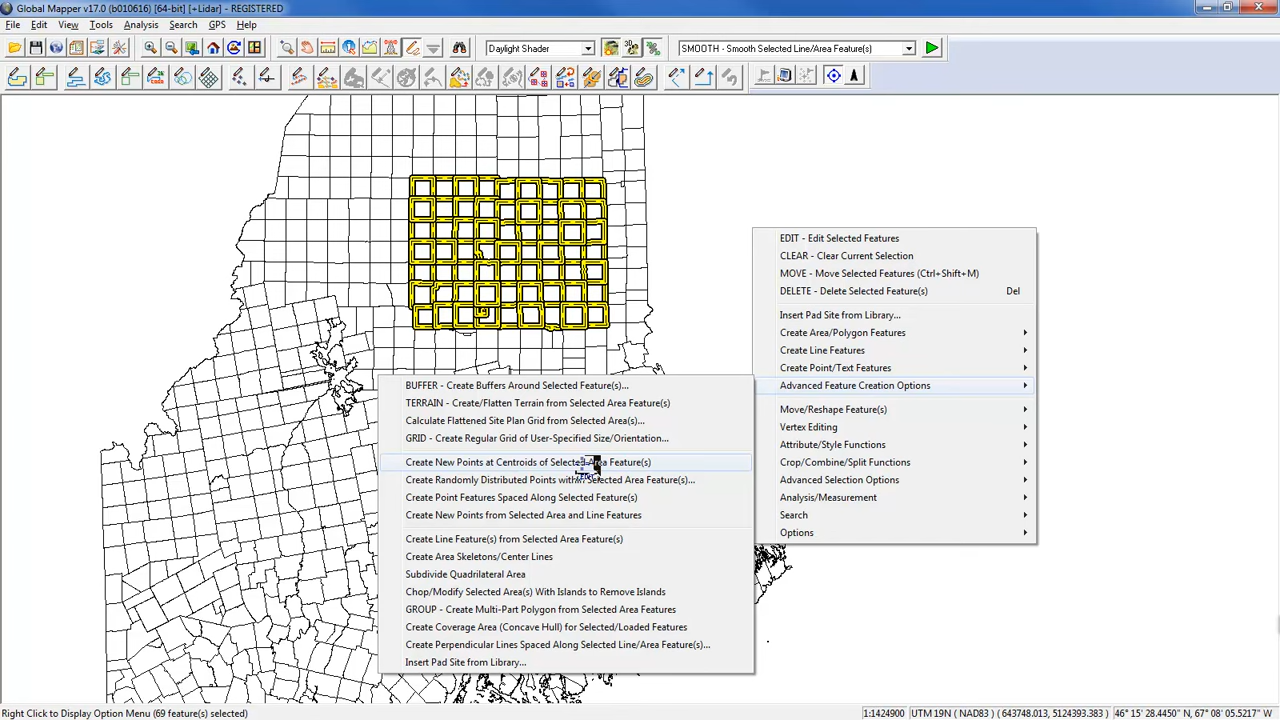 Global Mapper v17.0 (b010616) [64-bit] [+Lidar] - REGISTERED
File Edit View Tools Analysis Search GPS Help
Daylight Shader
SMOOTH - Smooth Selected Line/Area Feature(s)
EDIT - Edit Selected Features
CLEAR - Clear Current Selection
MOVE - Move Selected Features (Ctrl+Shift+M)
DELETE - Delete Selected Feature(s) Del
Insert Pad Site from Library...
Create Area/Polygon Features
Create Line Features
Create Point/Text Features
Advanced Feature Creation Options
Move/Reshape Feature(s)
Vertex Editing
Attribute/Style Functions
Crop/Combine/Split Functions
Advanced Selection Options
Analysis/Measurement
Search
Options
BUFFER - Create Buffers Around Selected Feature(s)...
TERRAIN - Create/Flatten Terrain from Selected Area Feature(s)
Calculate Flattened Site Plan Grid from Selected Area(s)...
GRID - Create Regular Grid of User-Specified Size/Orientation...
Create New Points at Centroids of Selected Area Feature(s)
Create Randomly Distributed Points within Selected Area Feature(s)...
Create Point Features Spaced Along Selected Feature(s)
Create New Points from Selected Area and Line Features
Create Line Feature(s) from Selected Area Feature(s)
Create Area Skeletons/Center Lines
Subdivide Quadrilateral Area
Chop/Modify Selected Area(s) With Islands to Remove Islands
GROUP - Create Multi-Part Polygon from Selected Area Features
Create Coverage Area (Concave Hull) for Selected/Loaded Features
Create Perpendicular Lines Spaced Along Selected Line/Area Feature(s)...
Insert Pad Site from Library...
Right Click to Display Option Menu (69 feature(s) selected)
1:1424900 UTM 19N ( NAD83 ) ( 643748.013, 5124393.383 ) 46° 15' 28.4450" N, 67° 08' 05.5217" W